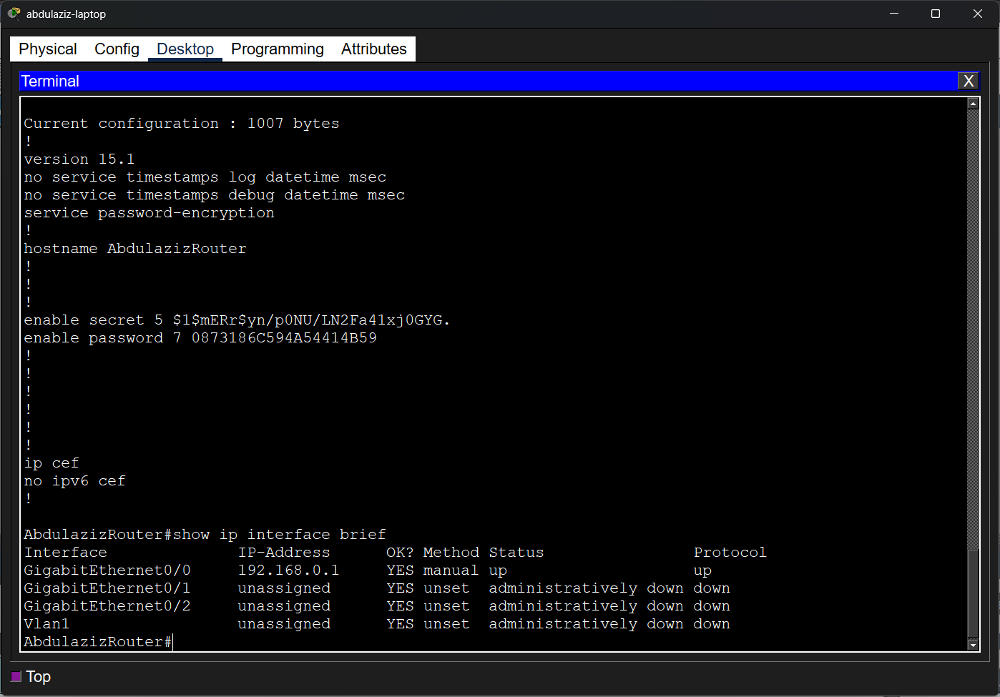 abdulaziz-laptop
Physical Config Desktop Programming Attributes
Terminal X
Current configuration : 1007 bytes
!
version 15.1
no service timestamps log datetime msec
no service timestamps debug datetime msec
service password-encryption
!
hostname AbdulazizRouter
!
!
!
enable secret 5 $1$mERr$yn/p0NU/LN2Fa41xj0GYG.
enable password 7 0873186C594A54414B59
!
!
!
!
!
!
ip cef
no ipv6 cef
!
AbdulazizRouter#show ip interface brief
Interface IP-Address OK? Method Status Protocol
GigabitEthernet0/0 192.168.0.1 YES manual up up
GigabitEthernet0/1 unassigned YES unset administratively down down
GigabitEthernet0/2 unassigned YES unset administratively down down
Vlan1 unassigned YES unset administratively down down
AbdulazizRouter#
Top